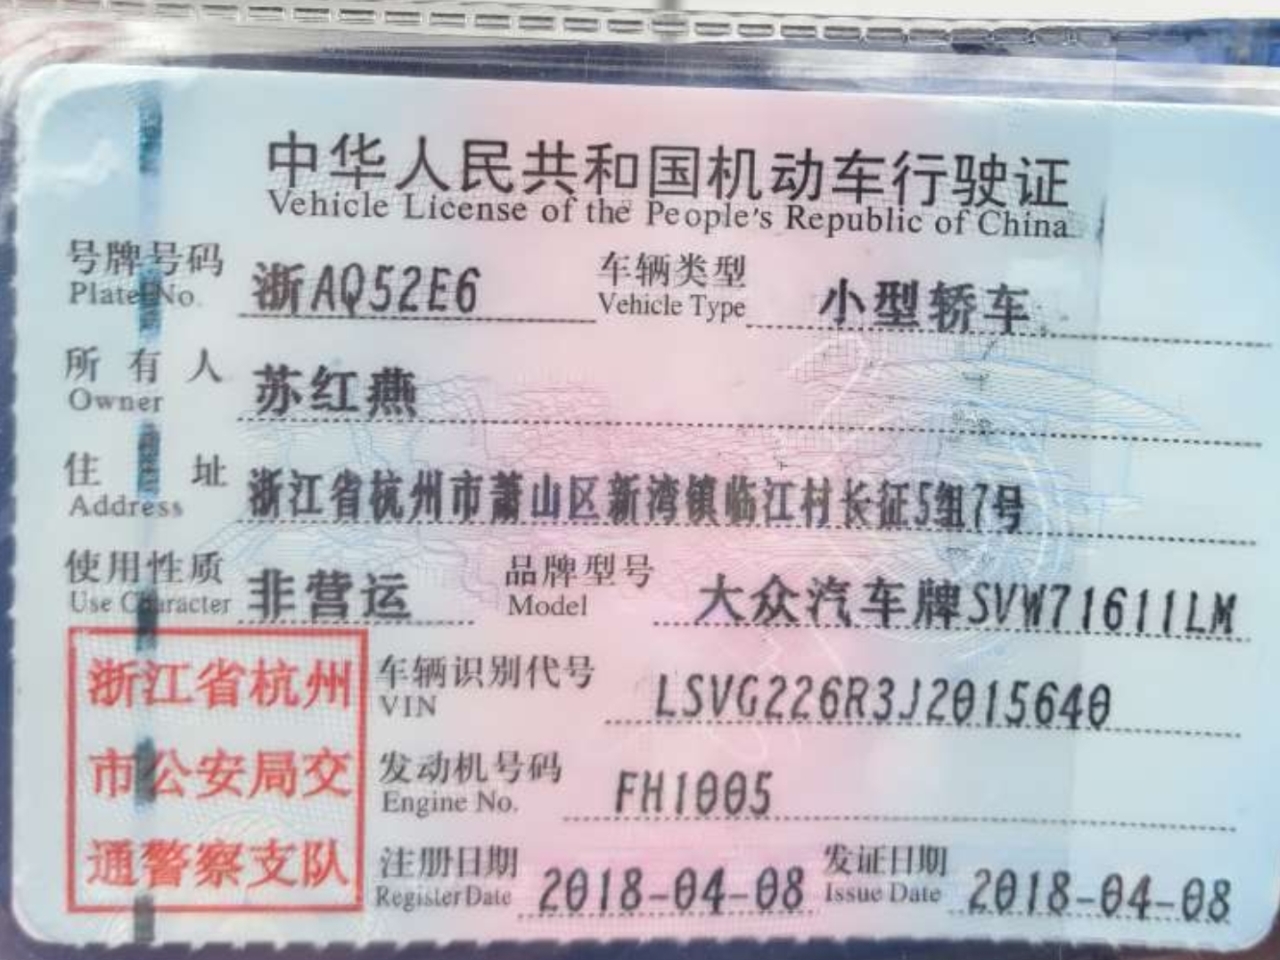 中华人民共和国机动车行驶证
Vehicle License of the People's Republic of China
号牌号码 浙AQ52E6 车辆类型 小型轿车
Plate No. Vehicle Type
所有人 苏红燕
Owner
住址 浙江省杭州市萧山区新湾镇临江村长征5组7号
Address
使用性质 非营运 品牌型号 大众汽车牌SVW71611LM
Use Character Model
浙江省杭州
市公安局交
通警察支队
车辆识别代号 LSVG226R3J2015640
VIN
发动机号码 FH1005
Engine No.
注册日期 2018-04-08 发证日期 2018-04-08
Register Date Issue Date